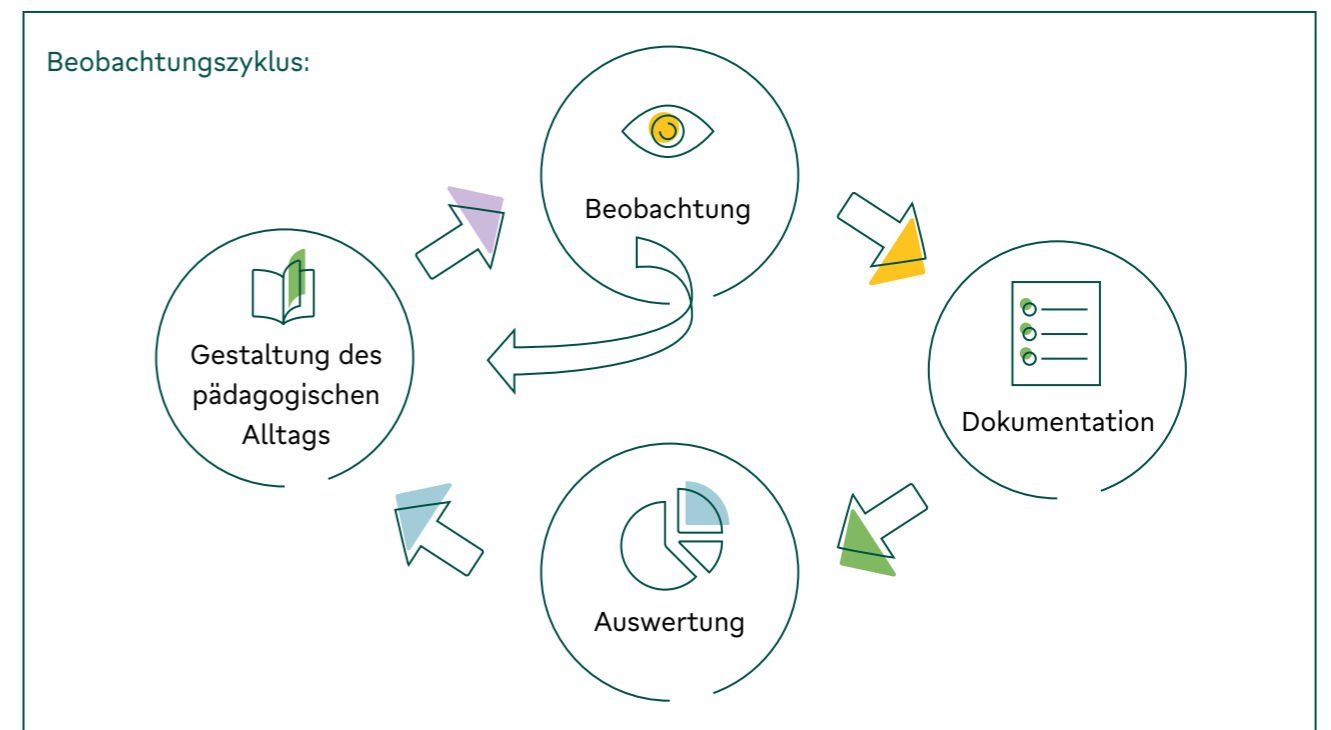 Beobachtungszyklus:
Beobachtung
Dokumentation
Auswertung
Gestaltung des
pädagogischen
Alltags